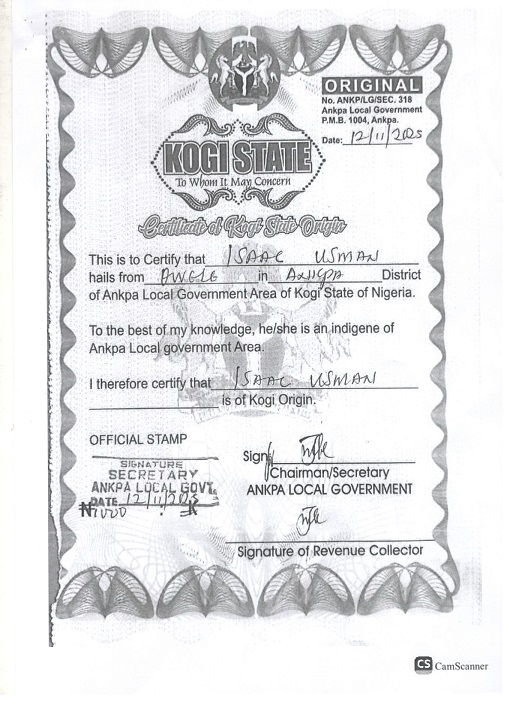 ORIGINAL
No. ANKP/LG/SEC. 318
Ankpa Local Government
P.M.B. 1004, Ankpa.
Date: 12/11/2025
KOGI STATE
To Whom It May Concern
Certificate of Kogi State Origin
This is to Certify that ISAAC USMAN
hails from in ANKPA District
of Ankpa Local Government Area of Kogi State of Nigeria.
To the best of my knowledge, he/she is an indigene of
Ankpa Local government Area.
I therefore certify that ISAAC USMAN
is of Kogi Origin.
OFFICIAL STAMP
SIGNATURE
SECRETARY
ANKPA LOCAL GOVT.
DATE 12/11/2025
₦1000 : K
Sign
Chairman/Secretary
ANKPA LOCAL GOVERNMENT
Signature of Revenue Collector
CS CamScanner